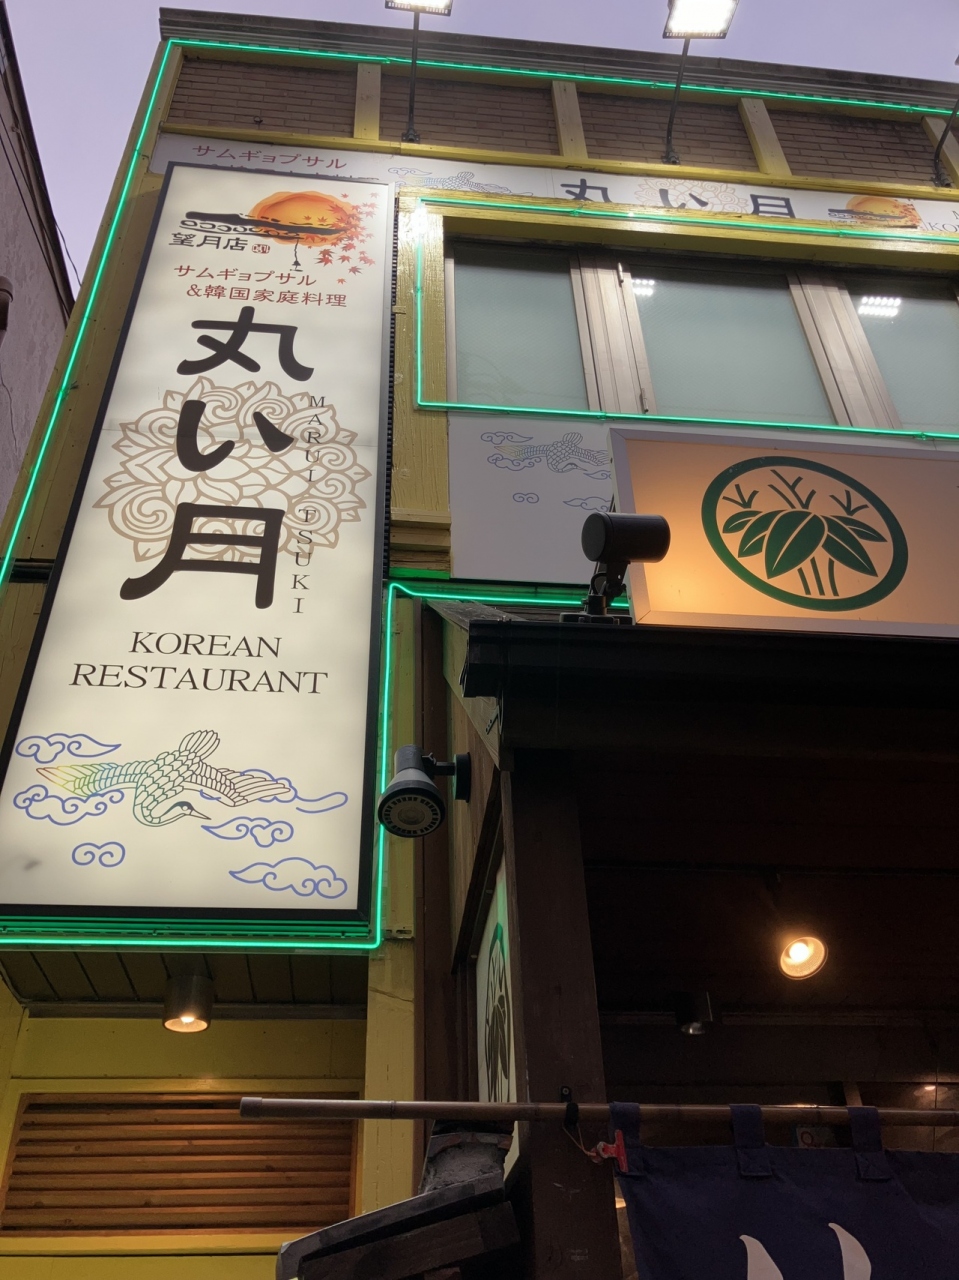 サムギョプサル
丸い月
望月店
サムギョプサル
&韓国家庭料理
丸い月
MARUI TSUKI
KOREAN
RESTAURANT